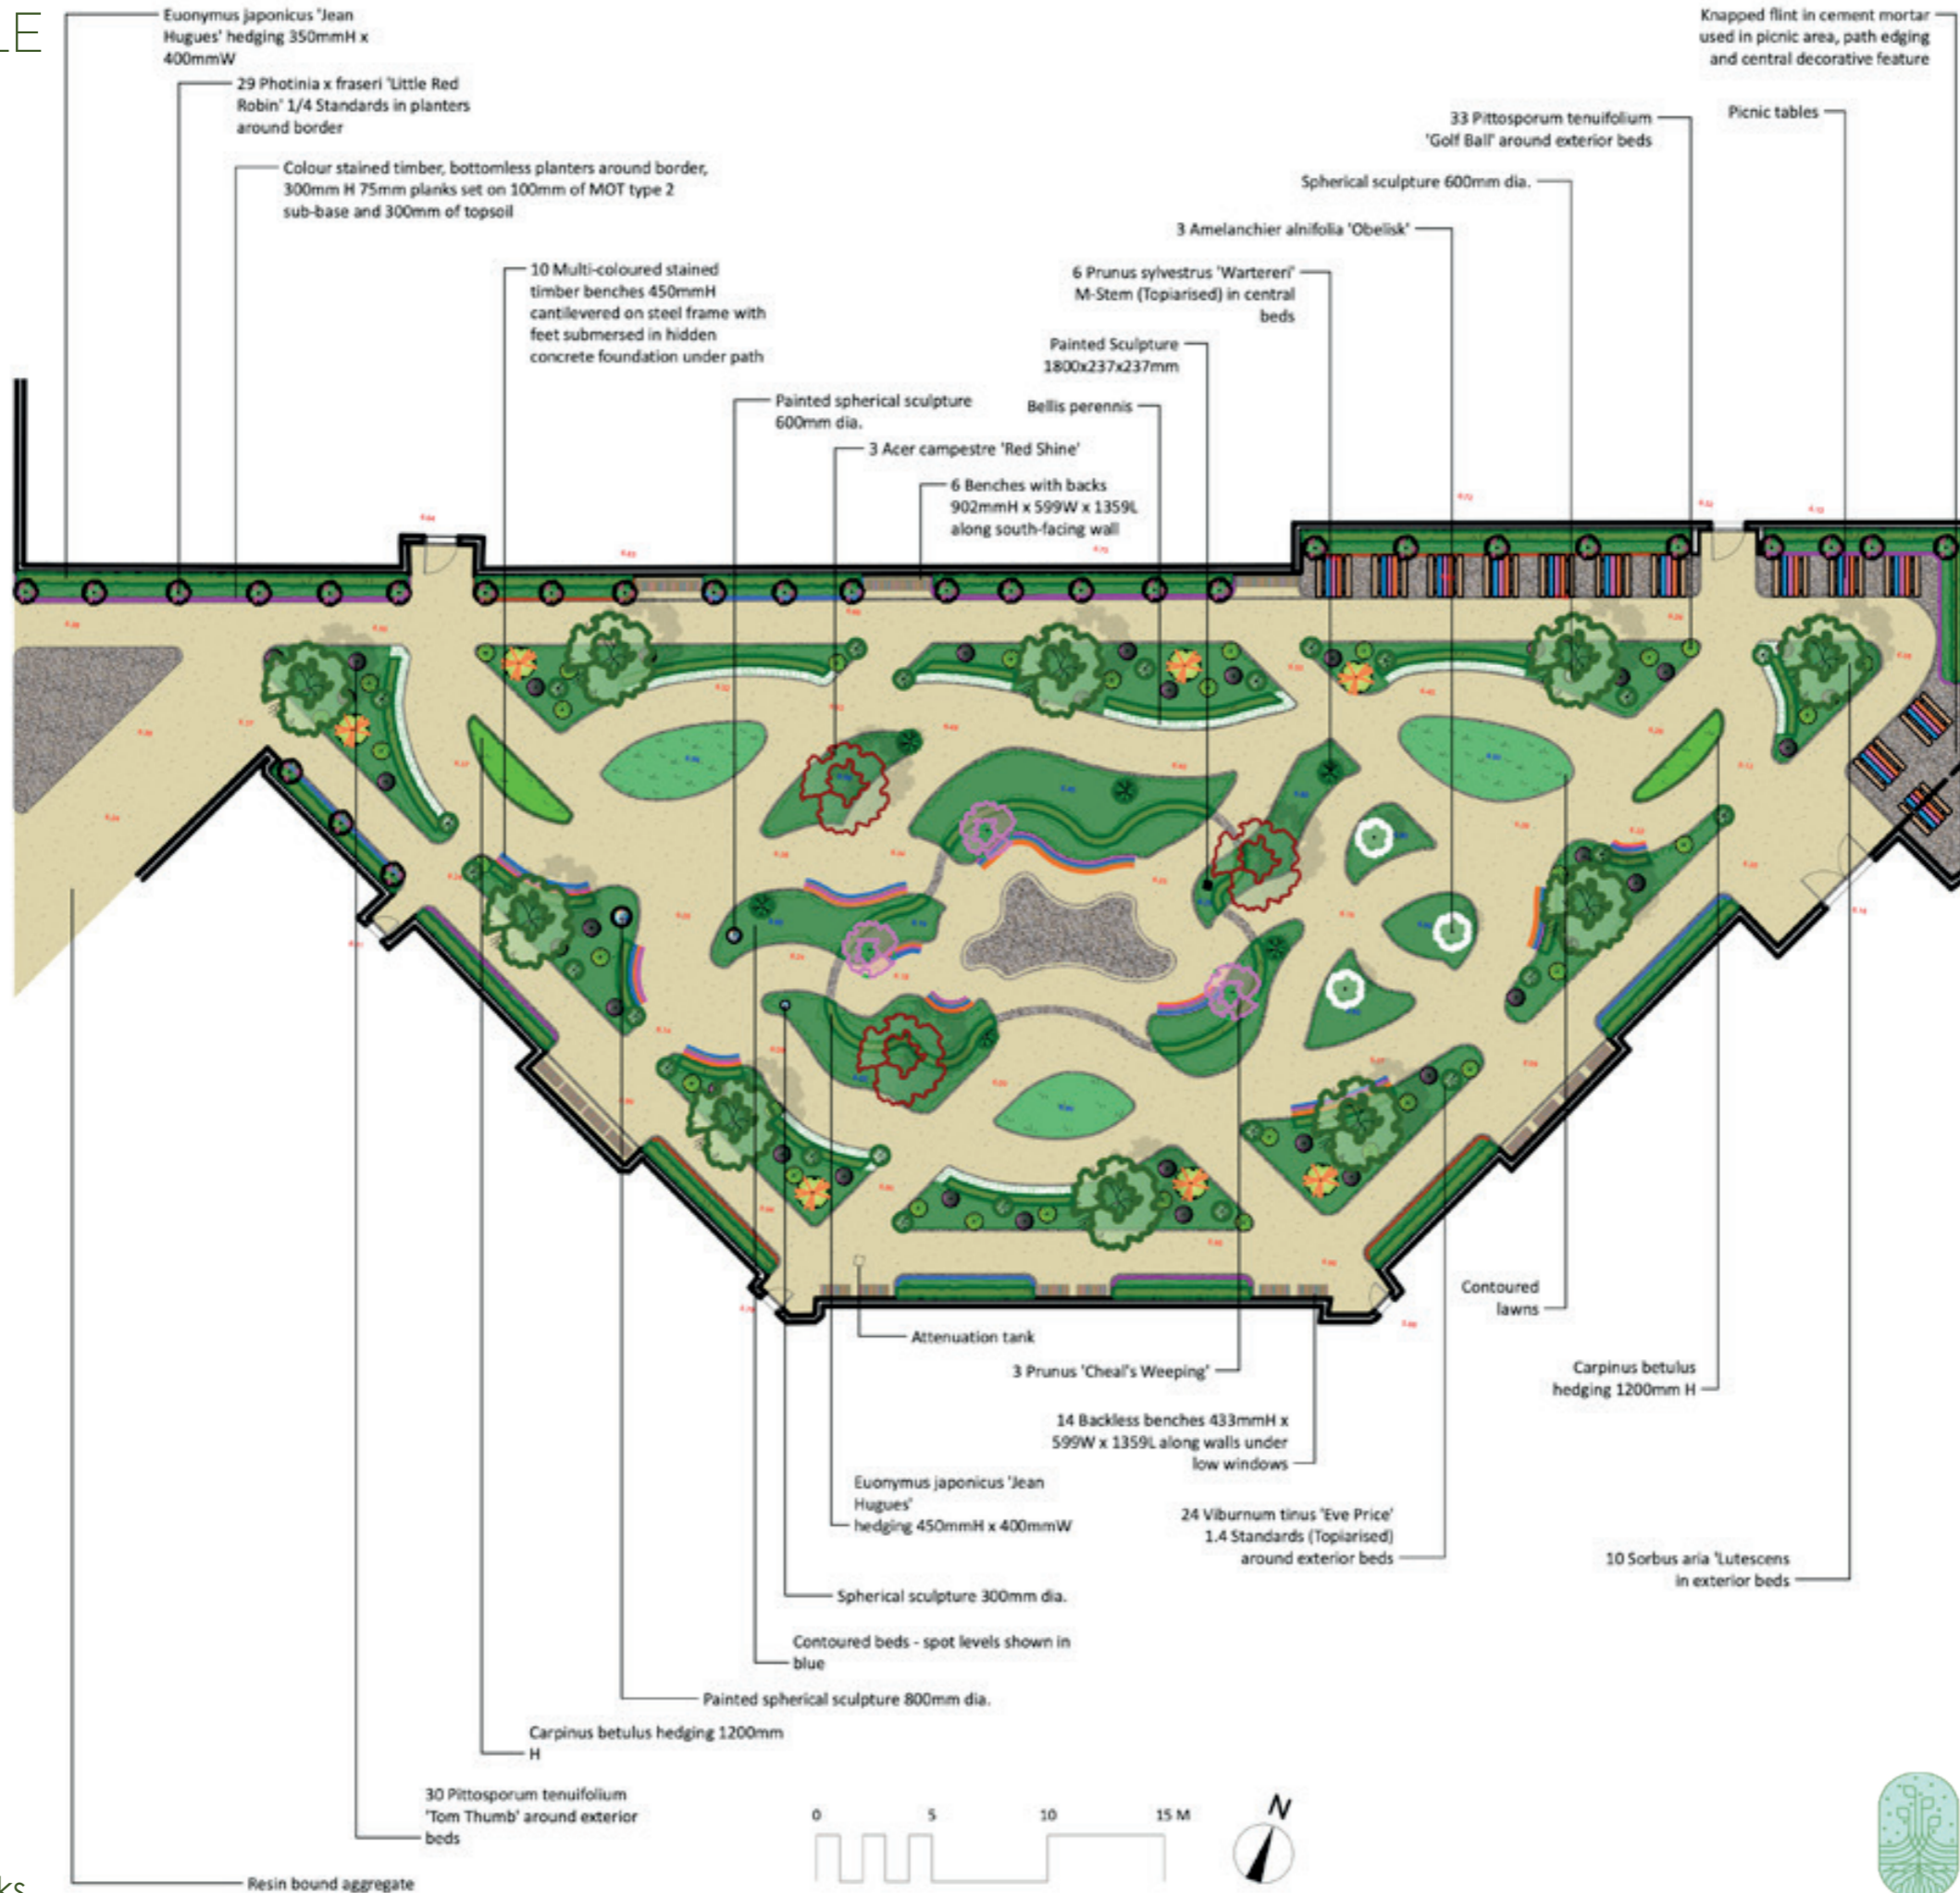 LE
Euonymus japonicus 'Jean
Hugues' hedging 350mmH x
400mmW
29 Photinia x fraseri 'Little Red
Robin' 1/4 Standards in planters
around border
Colour stained timber, bottomless planters around border,
300mm H 75mm planks set on 100mm of MOT type 2
sub-base and 300mm of topsoil
10 Multi-coloured stained
timber benches 450mmH
cantilevered on steel frame with
feet submersed in hidden
concrete foundation under path
Painted spherical sculpture
600mm dia.
3 Acer campestre 'Red Shine'
6 Benches with backs
902mmH x 599W x 1359L
along south-facing wall
Knapped flint in cement mortar
used in picnic area, path edging
and central decorative feature
Picnic tables
33 Pittosporum tenuifolium
'Golf Ball' around exterior beds
Spherical sculpture 600mm dia.
3 Amelanchier alnifolia 'Obelisk'
6 Prunus sylvestrus 'Wartereri'
M-Stem (Topiarised) in central
beds
Painted Sculpture
1800x237x237mm
Bellis perennis
Contoured
lawns
Attenuation tank
3 Prunus 'Cheal's Weeping'
Carpinus betulus
hedging 1200mm H
14 Backless benches 433mmH x
599W x 1359L along walls under
low windows
Euonymus japonicus 'Jean
Hugues'
hedging 450mmH x 400mmW
24 Viburnum tinus 'Eve Price'
1.4 Standards (Topiarised)
around exterior beds
10 Sorbus aria 'Lutescens
in exterior beds
Spherical sculpture 300mm dia.
Contoured beds - spot levels shown in
blue
Painted spherical sculpture 800mm dia.
Carpinus betulus hedging 1200mm
H
30 Pittosporum tenuifolium
'Tom Thumb' around exterior
beds
Resin bound aggregate
0 5 10 15 M
N
ks